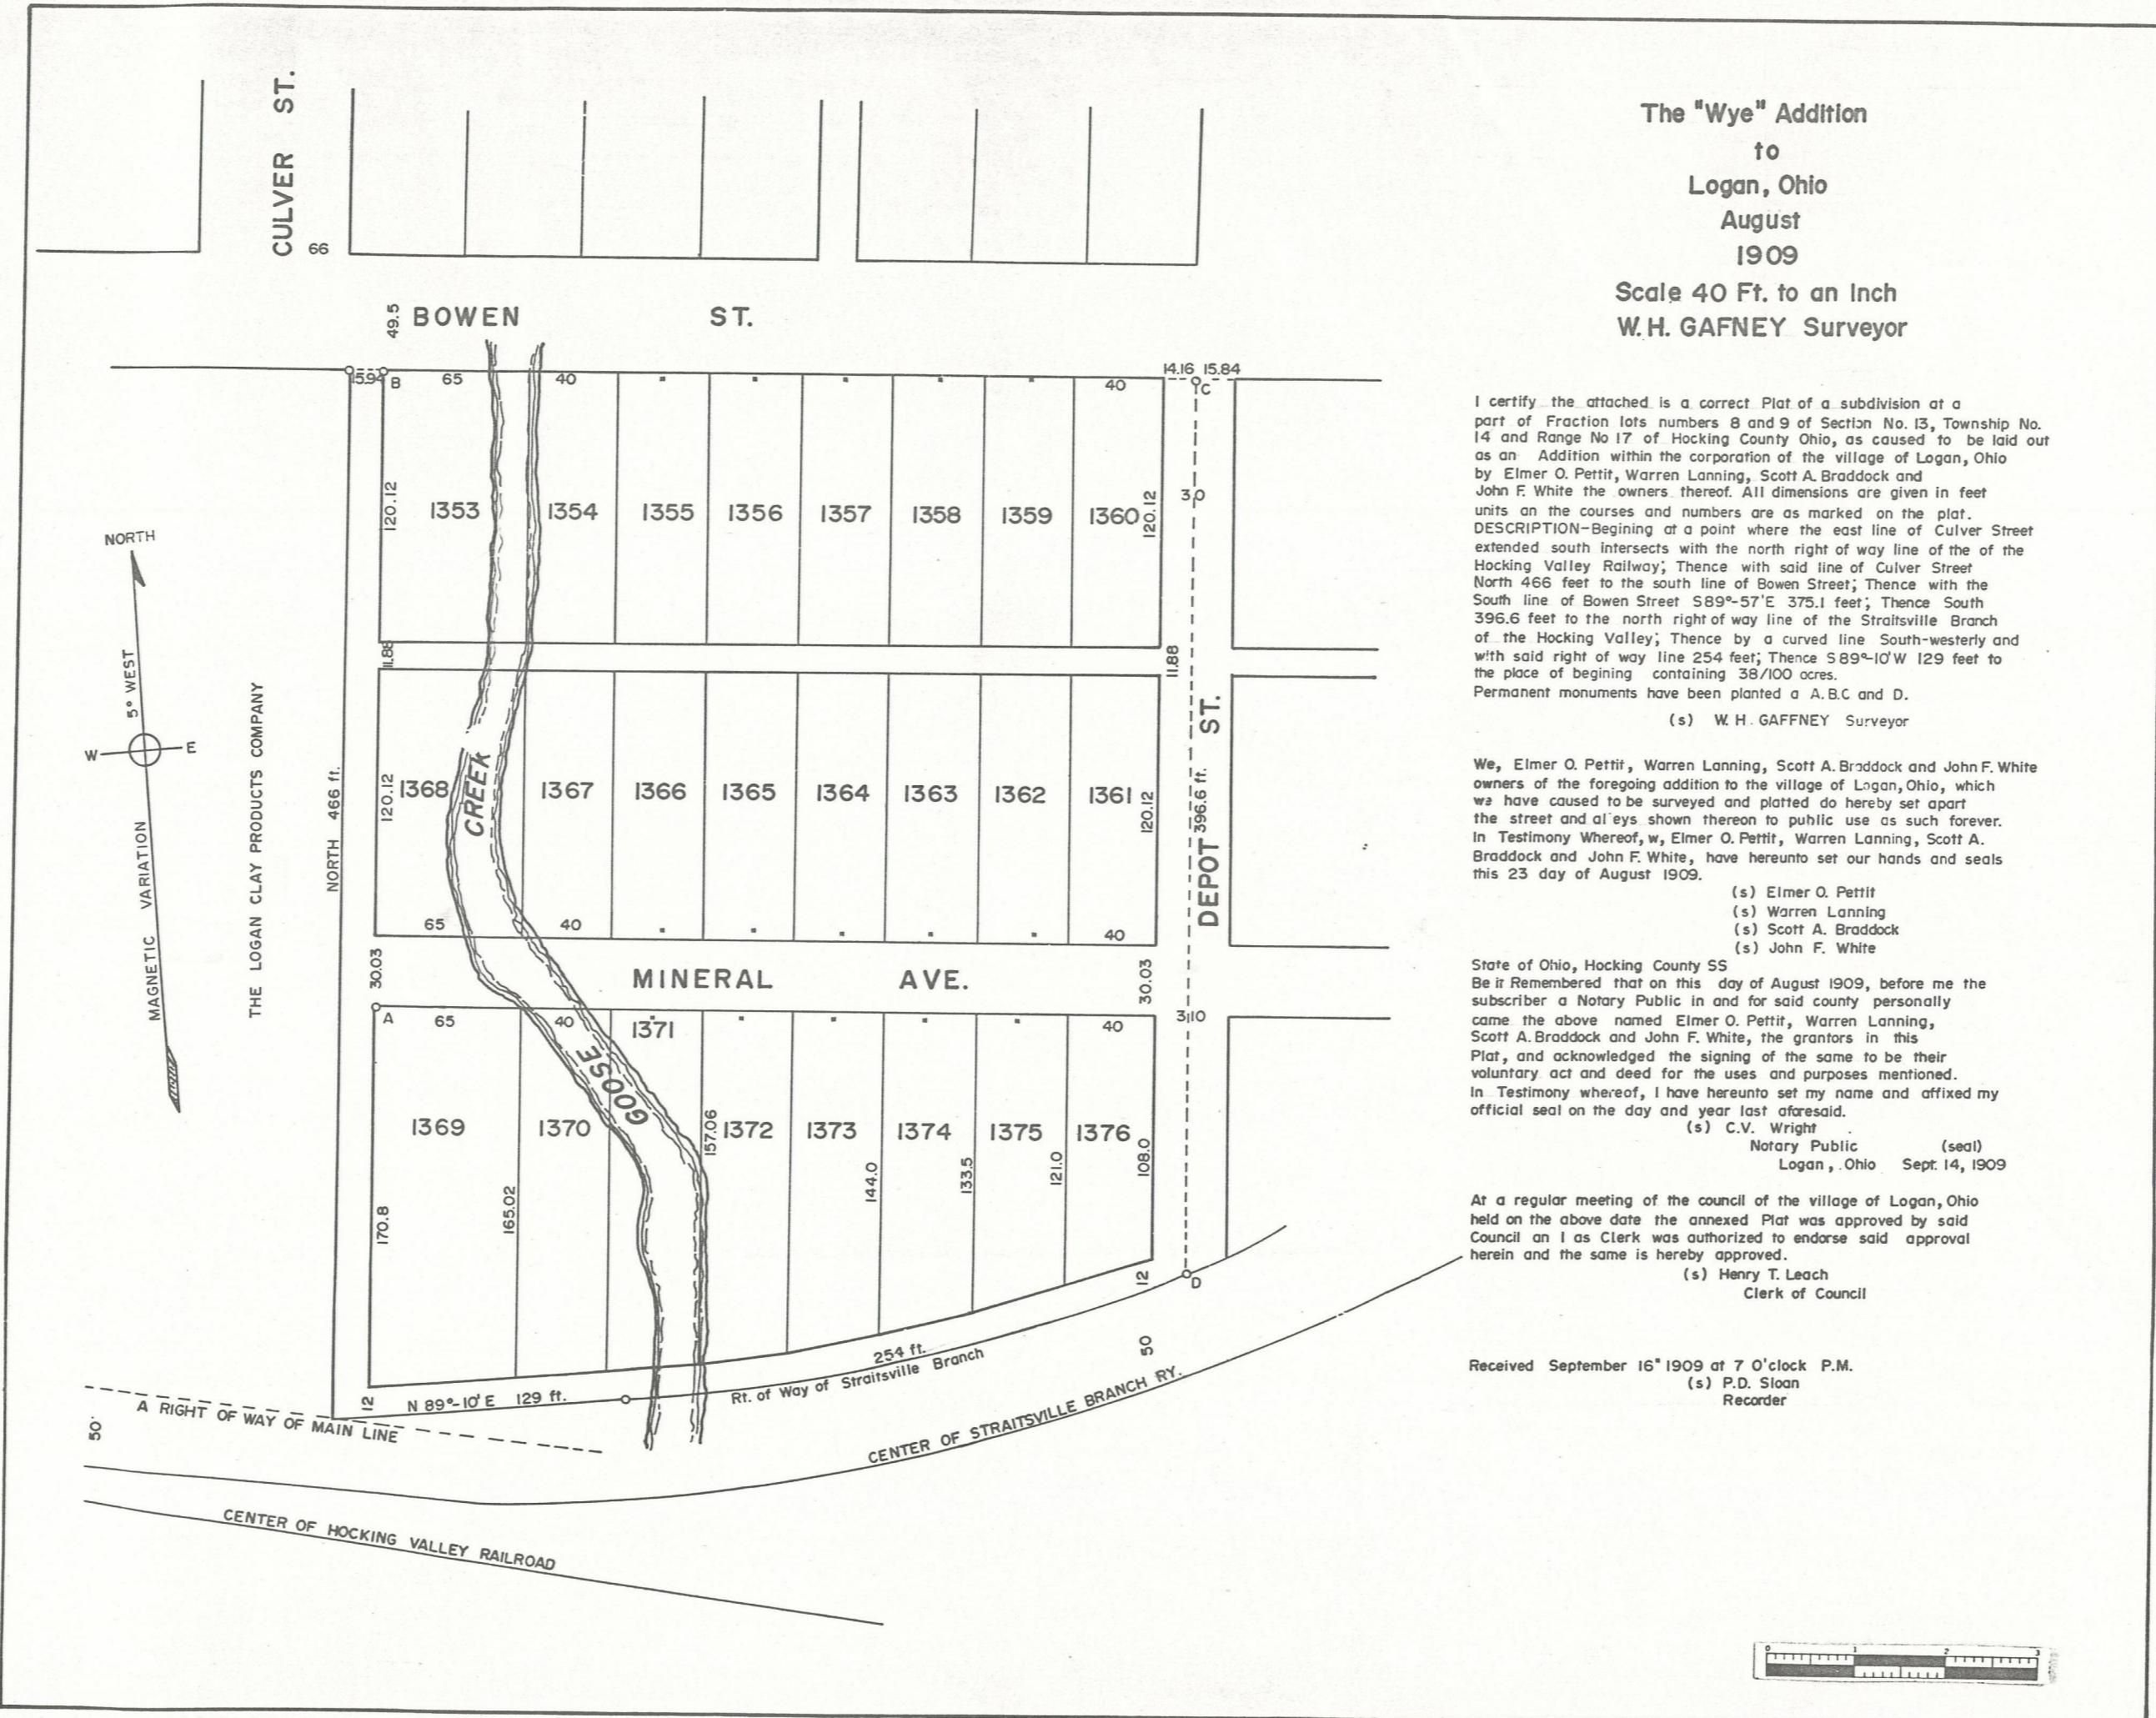 The "Wye" Addition
to
Logan, Ohio
August
1909
Scale 40 Ft. to an Inch
W. H. GAFNEY Surveyor
I certify the attached is a correct Plat of a subdivision at a
part of Fraction lots numbers 8 and 9 of Section No. 13, Township No.
14 and Range No 17 of Hocking County Ohio, as caused to be laid out
as an Addition within the corporation of the village of Logan, Ohio
by Elmer O. Pettit, Warren Lanning, Scott A. Braddock and
John F. White the owners thereof. All dimensions are given in feet
units an the courses and numbers are as marked on the plat.
DESCRIPTION-Begining at a point where the east line of Culver Street
extended south intersects with the north right of way line of the of the
Hocking Valley Railway; Thence with said line of Culver Street
North 466 feet to the south line of Bowen Street; Thence with the
South line of Bowen Street S89°-57'E 375.1 feet; Thence South
396.6 feet to the north right of way line of the Straitsville Branch
of the Hocking Valley; Thence by a curved line South-westerly and
with said right of way line 254 feet; Thence S89°-10'W 129 feet to
the place of begining containing 38/100 acres.
Permanent monuments have been planted a A.B.C and D.
(s) W. H. GAFFNEY Surveyor
We, Elmer O. Pettit, Warren Lanning, Scott A. Braddock and John F. White
owners of the foregoing addition to the village of Logan, Ohio, which
we have caused to be surveyed and platted do hereby set apart
the street and al eys shown thereon to public use as such forever.
In Testimony Whereof, w, Elmer O. Pettit, Warren Lanning, Scott A.
Braddock and John F. White, have hereunto set our hands and seals
this 23 day of August 1909.
(s) Elmer O. Pettit
(s) Warren Lanning
(s) Scott A. Braddock
(s) John F. White
State of Ohio, Hocking County SS
Be it Remembered that on this day of August 1909, before me the
subscriber a Notary Public in and for said county personally
came the above named Elmer O. Pettit, Warren Lanning,
Scott A. Braddock and John F. White, the grantors in this
Plat, and acknowledged the signing of the same to be their
voluntary act and deed for the uses and purposes mentioned.
In Testimony whereof, I have hereunto set my name and affixed my
official seal on the day and year last aforesaid.
(s) C.V. Wright
Notary Public (seal)
Logan, Ohio Sept. 14, 1909
At a regular meeting of the council of the village of Logan, Ohio
held on the above date the annexed Plat was approved by said
Council an I as Clerk was authorized to endorse said approval
herein and the same is hereby approved.
(s) Henry T. Leach
Clerk of Council
Received September 16" 1909 at 7 O'clock P.M.
(s) P.D. Sloan
Recorder
CULVER ST.
66
49.5
BOWEN ST.
15.94 B 65 40 40 14.16 15.84
C
120.12 1353 1354 1355 1356 1357 1358 1359 1360 120.12 30
11.88 11.88
120.12 1368 CREEK 1367 1366 1365 1364 1363 1362 1361 120.12
65 40 40
NORTH 466 ft.
DEPOT ST.
396.6 ft.
30.03 MINERAL AVE. 30.03
A 65 40 1371 40 31.10
GOOSE
1369 1370 1372 1373 1374 1375 1376
170.8 165.02 157.06 144.0 133.5 121.0 108.0
12 D
12 N 89°-10' E 129 ft. 254 ft. 50
Rt. of Way of Straitsville Branch
CENTER OF STRAITSVILLE BRANCH RY.
50' A RIGHT OF WAY OF MAIN LINE
CENTER OF HOCKING VALLEY RAILROAD
THE LOGAN CLAY PRODUCTS COMPANY
NORTH
W E
MAGNETIC VARIATION 5° WEST
0 1 2 3